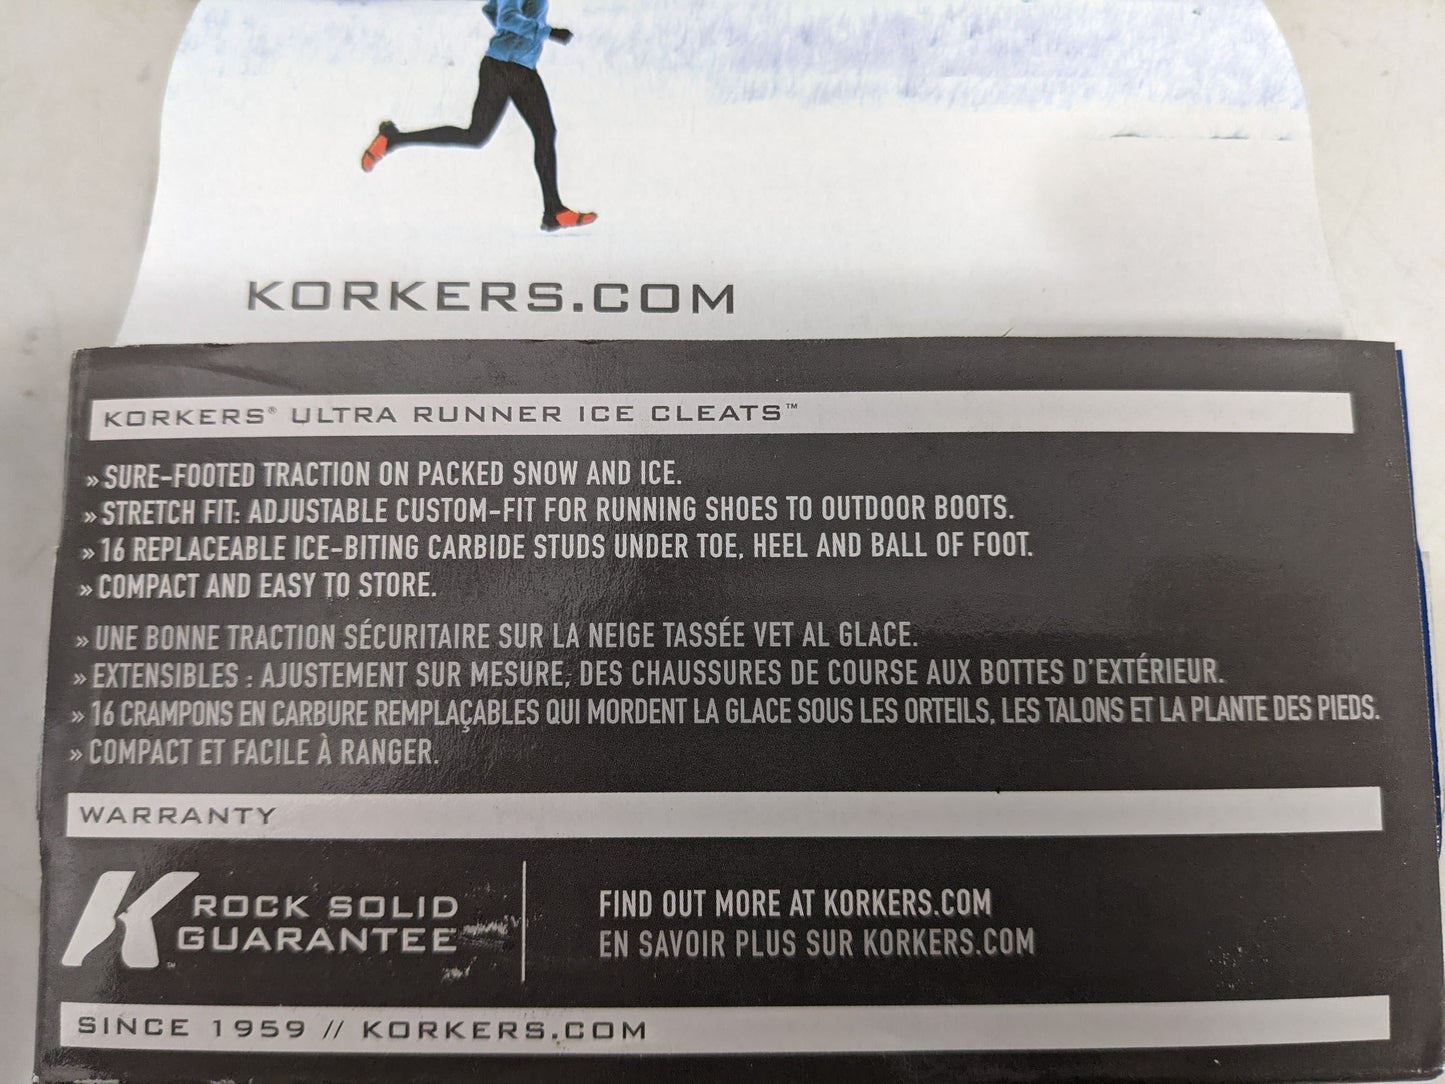 KORKERS.COM
KORKERS® ULTRA RUNNER ICE CLEATS™
» SURE-FOOTED TRACTION ON PACKED SNOW AND ICE.
» STRETCH FIT: ADJUSTABLE CUSTOM-FIT FOR RUNNING SHOES TO OUTDOOR BOOTS.
» 16 REPLACEABLE ICE-BITING CARBIDE STUDS UNDER TOE, HEEL AND BALL OF FOOT.
» COMPACT AND EASY TO STORE.
» UNE BONNE TRACTION SÉCURITAIRE SUR LA NEIGE TASSÉE VET AL GLACE.
» EXTENSIBLES : AJUSTEMENT SUR MESURE, DES CHAUSSURES DE COURSE AUX BOTTES D'EXTÉRIEUR.
» 16 CRAMPONS EN CARBURE REMPLAÇABLES QUI MORDENT LA GLACE SOUS LES ORTEILS, LES TALONS ET LA PLANTE DES PIEDS.
» COMPACT ET FACILE À RANGER.
WARRANTY
K ROCK SOLID
GUARANTEE
™
FIND OUT MORE AT KORKERS.COM
EN SAVOIR PLUS SUR KORKERS.COM
SINCE 1959 // KORKERS.COM